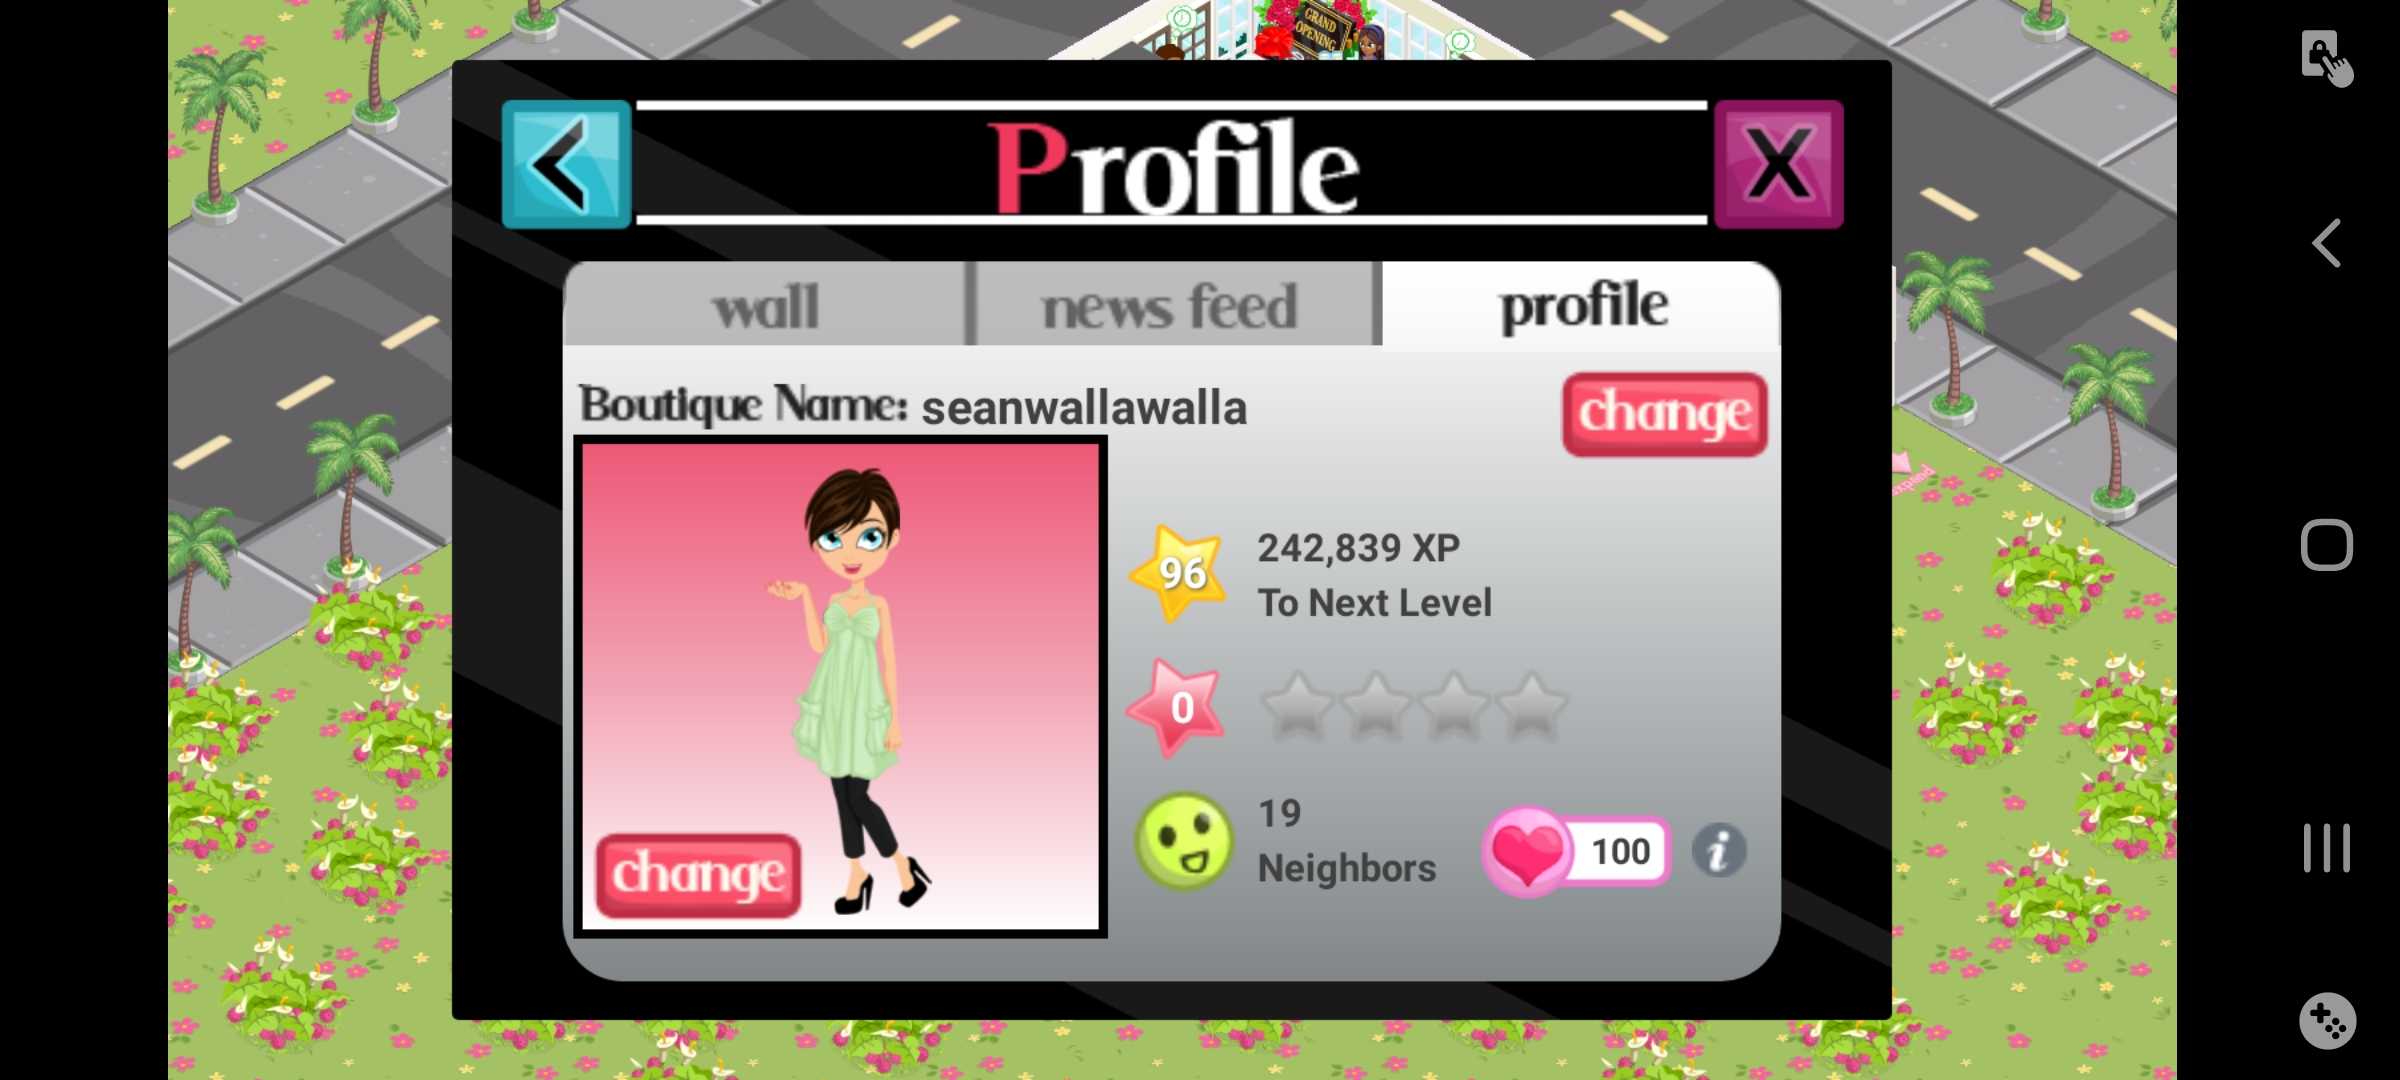 GRAND
OPENING
Profile
wall
news feed
profile
Boutique Name: seanwallawalla
change
96
242,839 XP
To Next Level
expand
0
19
Neighbors
100
i
change